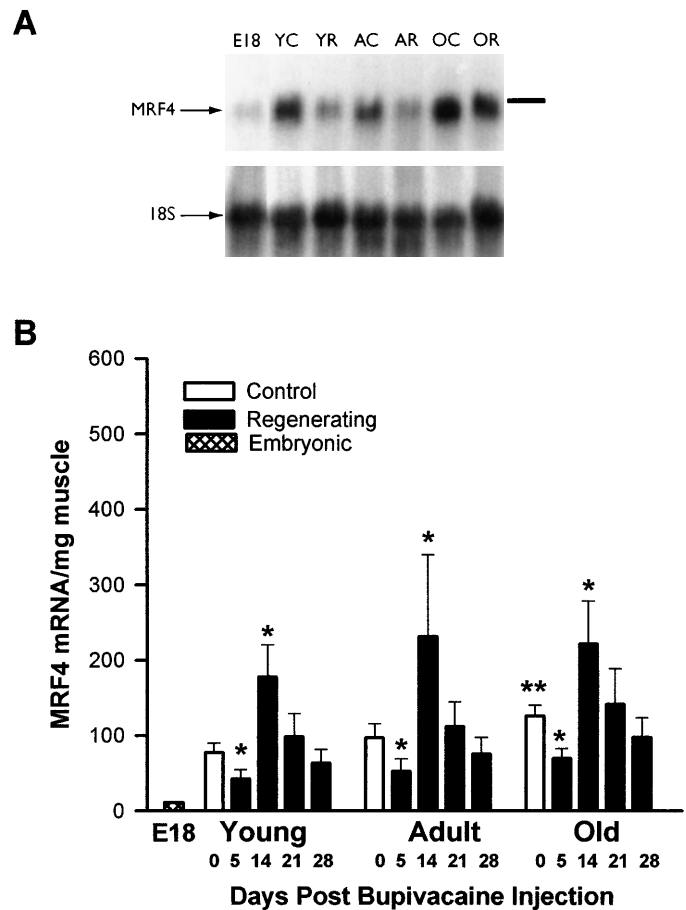 A
E18 YC YR AC AR OC OR
MRF4
18S
B
MRF4 mRNA/mg muscle
600
500
400
300
200
100
0
Control
Regenerating
Embryonic
*
*
*
*
*
**
*
E18 Young Adult Old
0 5 14 21 28 0 5 14 21 28 0 5 14 21 28
Days Post Bupivacaine Injection